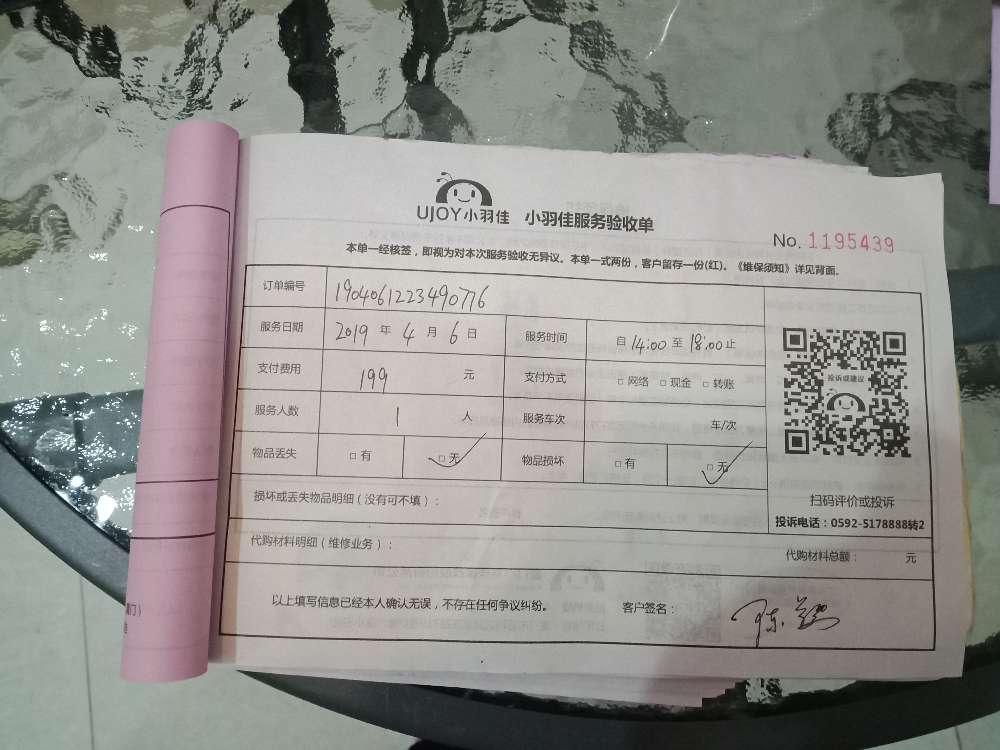 UJOY小羽佳 小羽佳服务验收单
No. 1195439
本单一经核签，即视为对本次服务验收无异议。本单一式两份，客户留存一份(红)。《维保须知》详见背面。
订单编号 1904061223490776
服务日期 2019 年 4 月 6 日 服务时间 自 14:00 至 18:00 止
支付费用 199 元 支付方式 □ 网络 □ 现金 □ 转账
服务人数 1 人 服务车次 车/次
物品丢失 □ 有 □ 无 物品损坏 □ 有 □ 无
投诉或建议
扫码评价或投诉
投诉电话：0592-5178888转2
损坏或丢失物品明细（没有可不填）：
代购材料明细（维修业务）： 代购材料总额： 元
以上填写信息已经本人确认无误，不存在任何争议纠纷。 客户签名： 陈